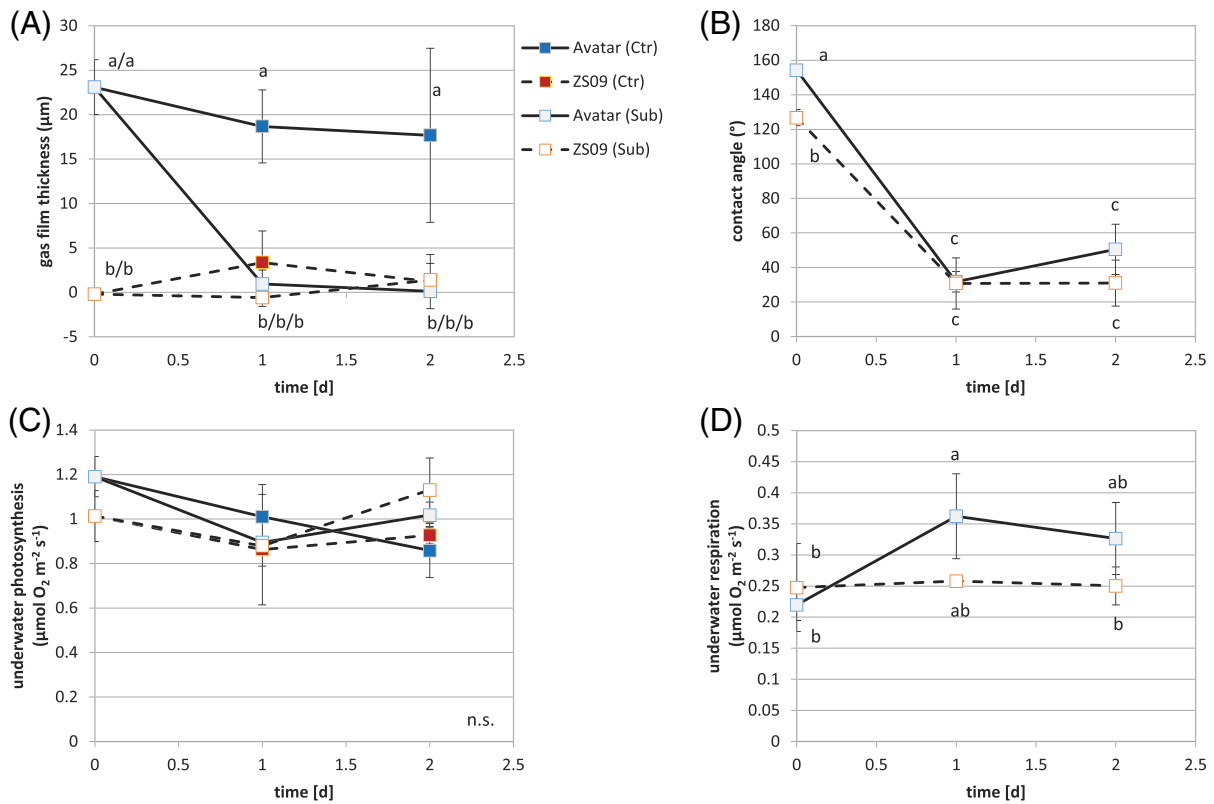 (A)
gas film thickness (µm)
30
25
20
15
10
5
0
-5
a/a
a
a
b/b
b/b/b
b/b/b
0 0.5 1 1.5 2 2.5
time [d]
Avatar (Ctr)
ZS09 (Ctr)
Avatar (Sub)
ZS09 (Sub)
(B)
contact angle (°)
180
160
140
120
100
80
60
40
20
0
a
b
c
c
c
c
0 0.5 1 1.5 2 2.5
time [d]
(C)
underwater photosynthesis
(µmol O₂ m⁻² s⁻¹)
1.4
1.2
1
0.8
0.6
0.4
0.2
0
n.s.
0 0.5 1 1.5 2 2.5
time [d]
(D)
underwater respiration
(µmol O₂ m⁻² s⁻¹)
0.5
0.45
0.4
0.35
0.3
0.25
0.2
0.15
0.1
0.05
0
a
ab
b
b
ab
b
0 0.5 1 1.5 2 2.5
time [d]